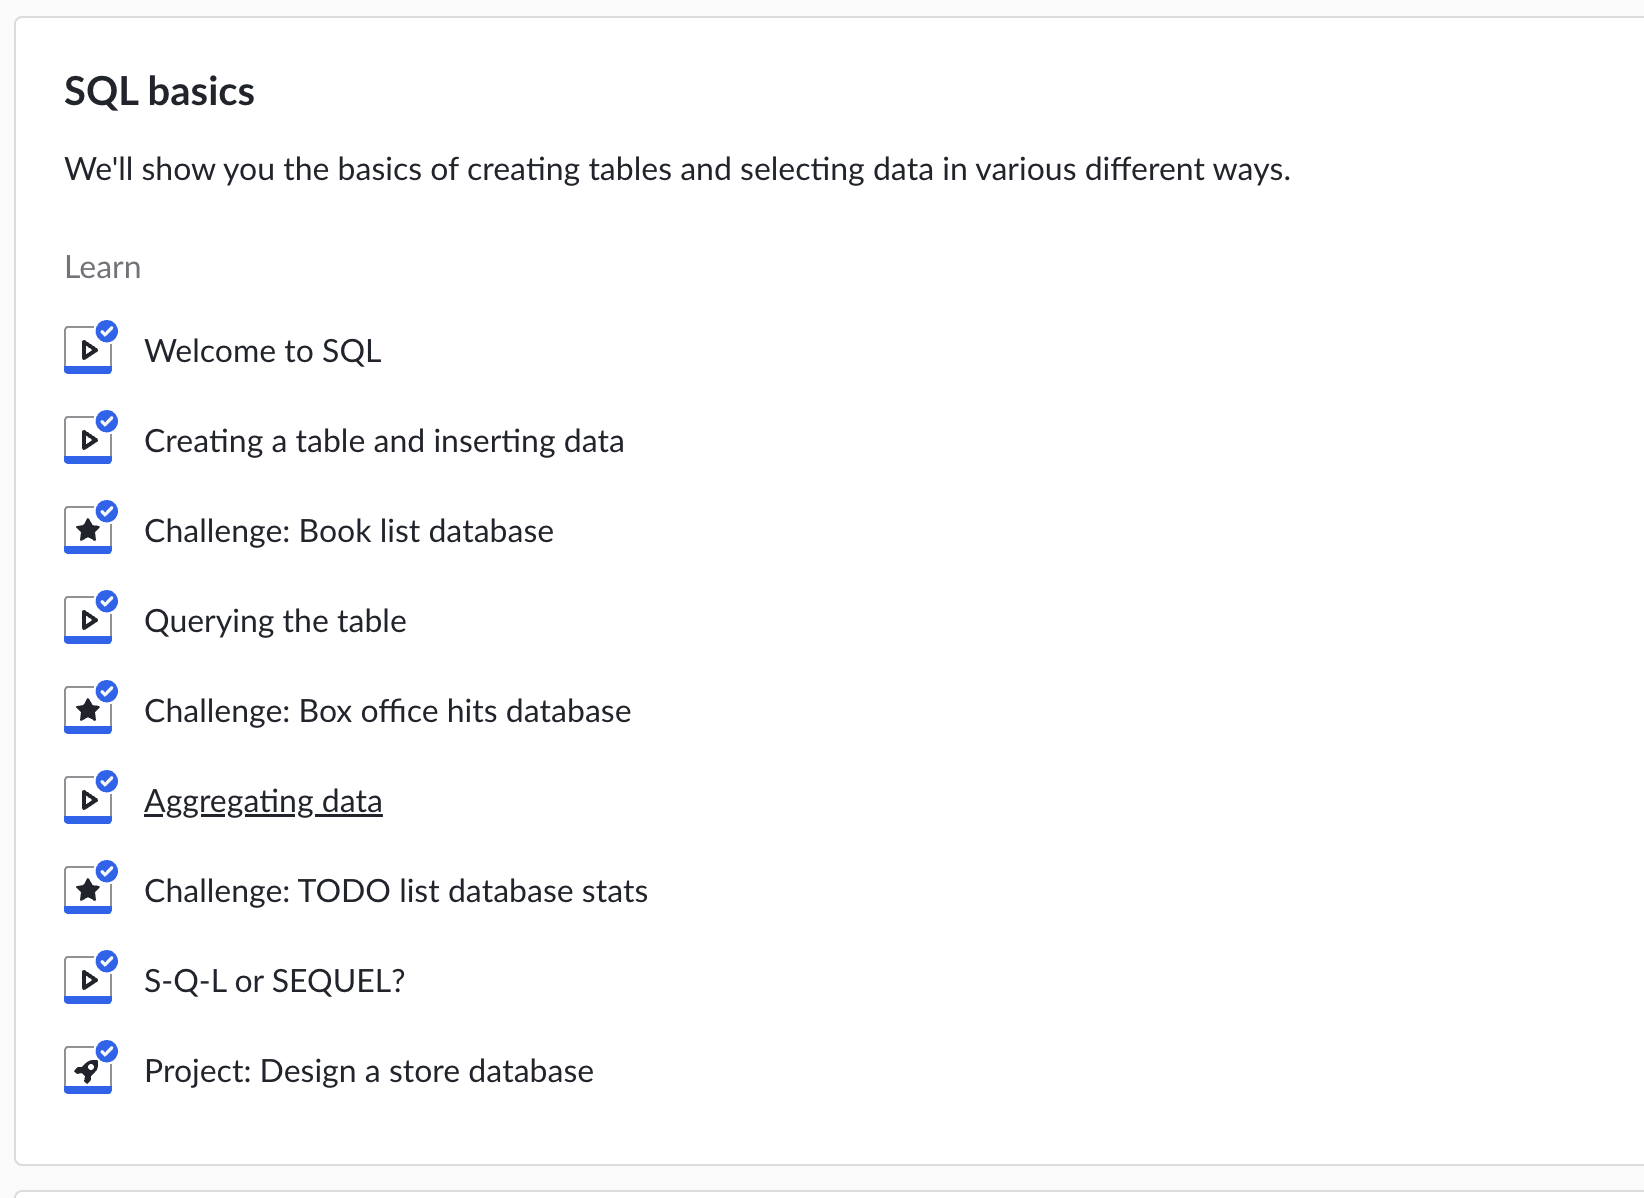 SQL basics
We'll show you the basics of creating tables and selecting data in various different ways.
Learn
Welcome to SQL
Creating a table and inserting data
Challenge: Book list database
Querying the table
Challenge: Box office hits database
Aggregating data
Challenge: TODO list database stats
S-Q-L or SEQUEL?
Project: Design a store database